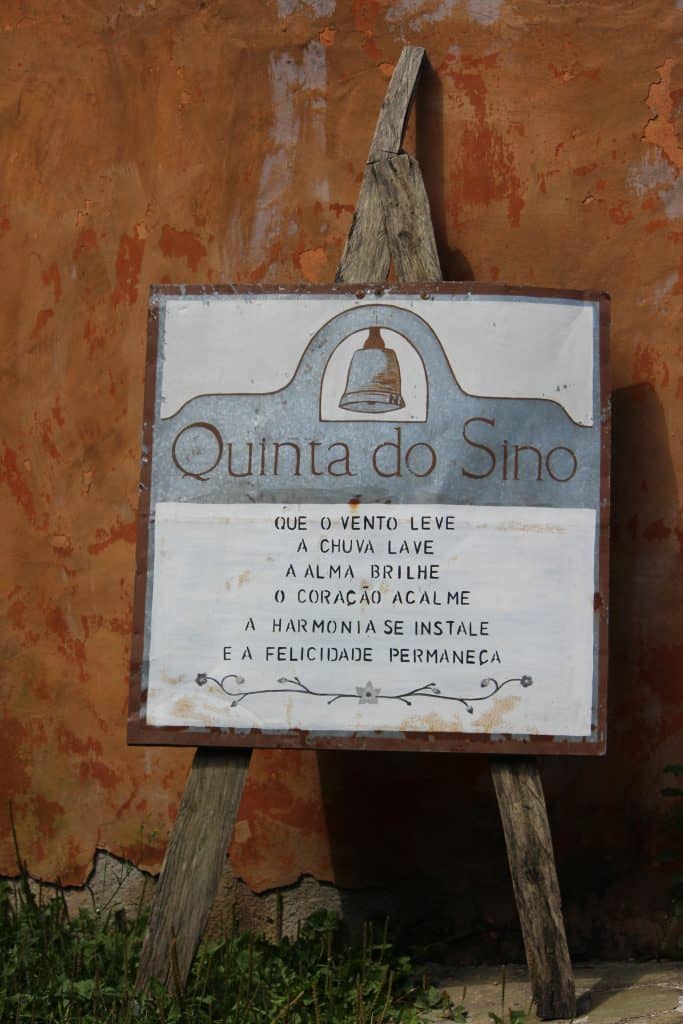 Quinta do Sino
QUE O VENTO LEVE
A CHUVA LAVE
A ALMA BRILHE
O CORAÇÃO ACALME
A HARMONIA SE INSTALE
E A FELICIDADE PERMANEÇA